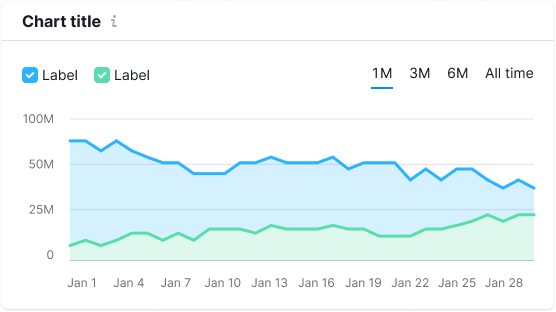 Chart title i
Label Label 1M 3M 6M All time
100M
50M
25M
0
Jan 1 Jan 4 Jan 7 Jan 10 Jan 13 Jan 16 Jan 19 Jan 22 Jan 25 Jan 28